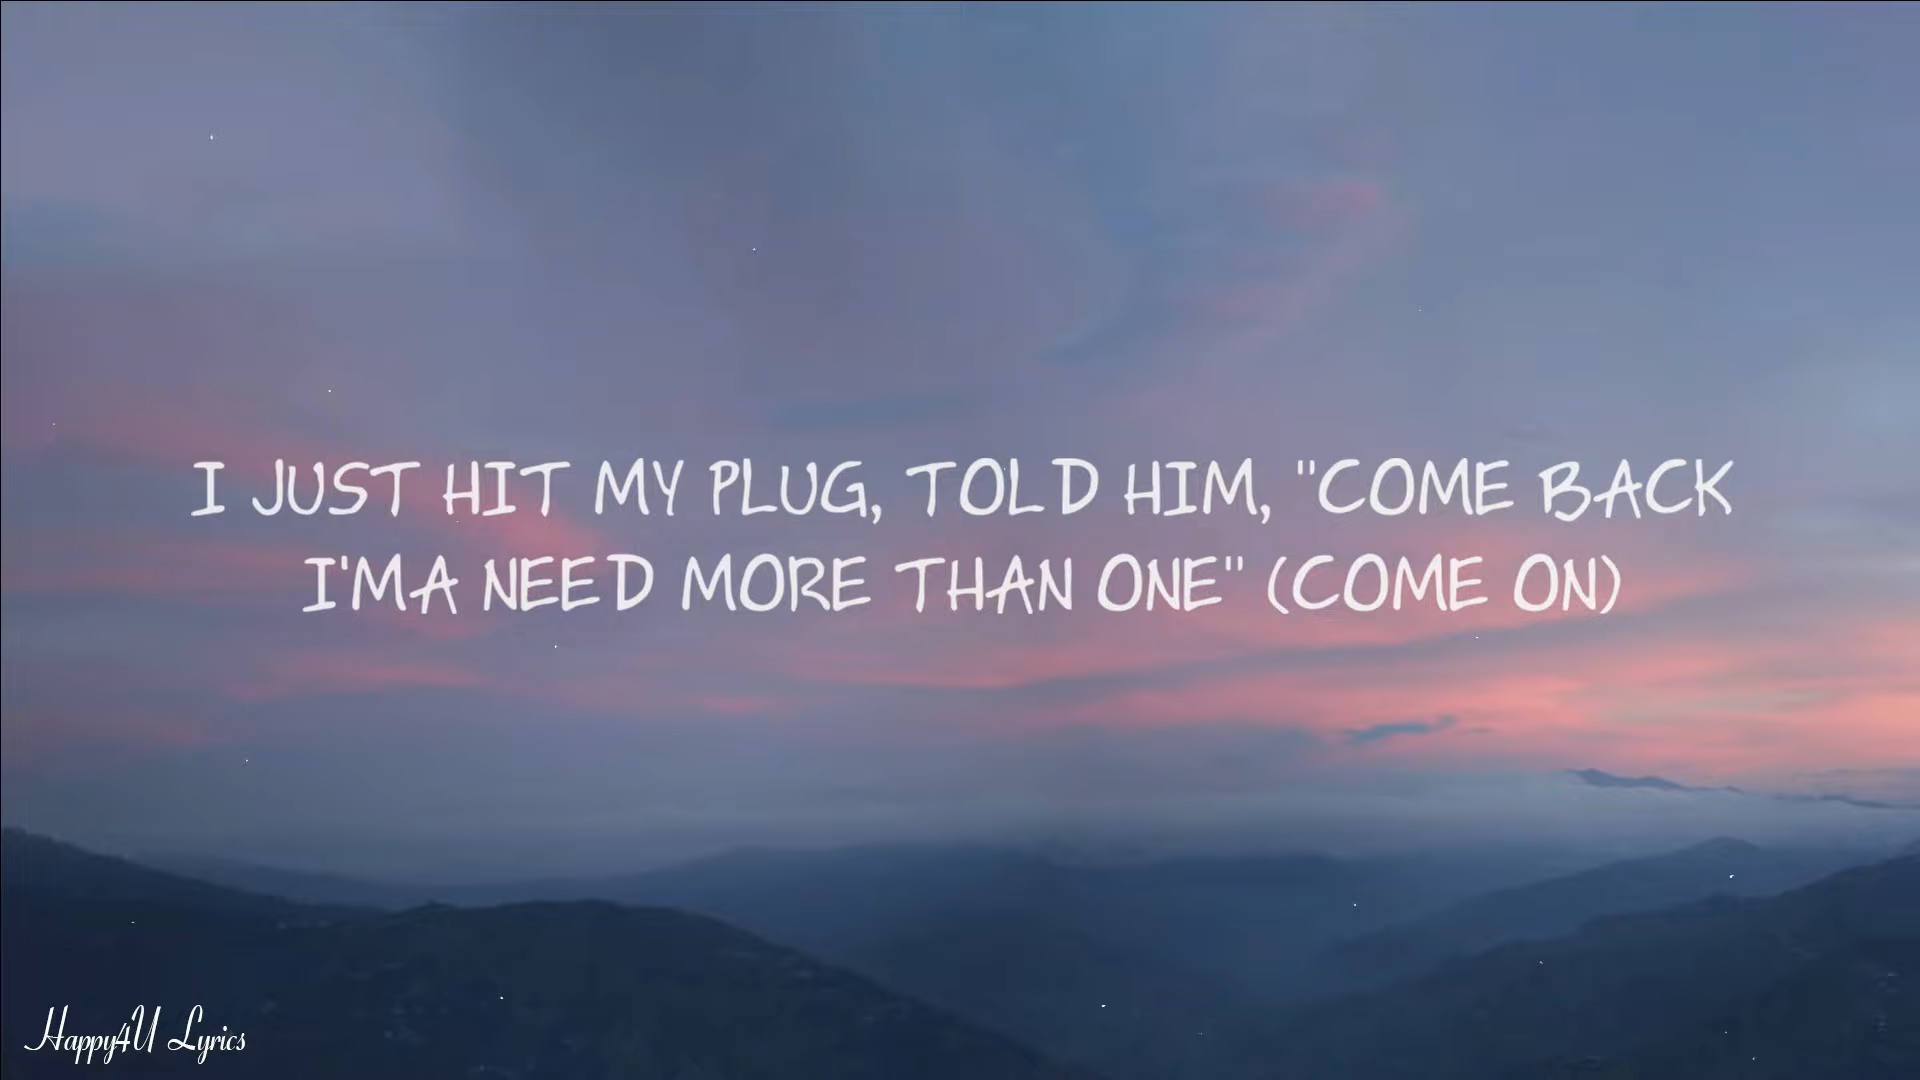 I JUST HIT MY PLUG, TOLD HIM, "COME BACK
I'MA NEED MORE THAN ONE" (COME ON)
Happy4U Lyrics